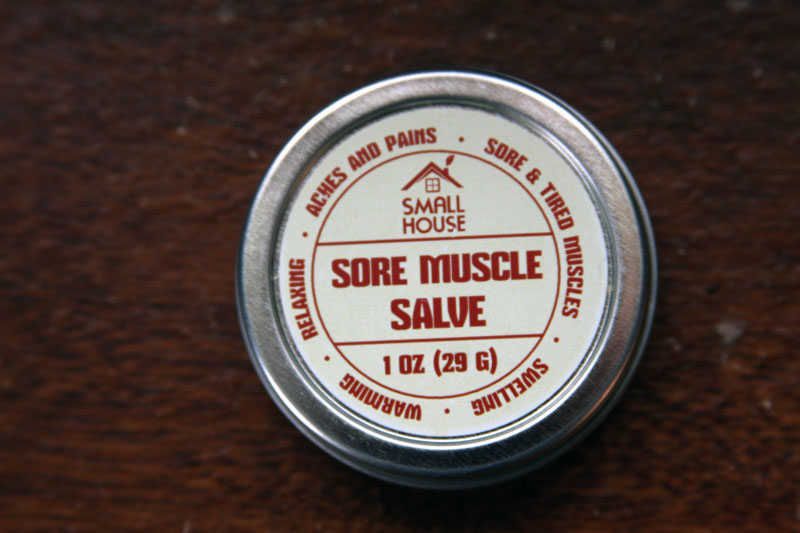 SMALL
HOUSE
SORE MUSCLE
SALVE
1 OZ (29 G)
ACHES AND PAINS • SORE & TIRED MUSCLES • SWELLING • WARMING • RELAXING •